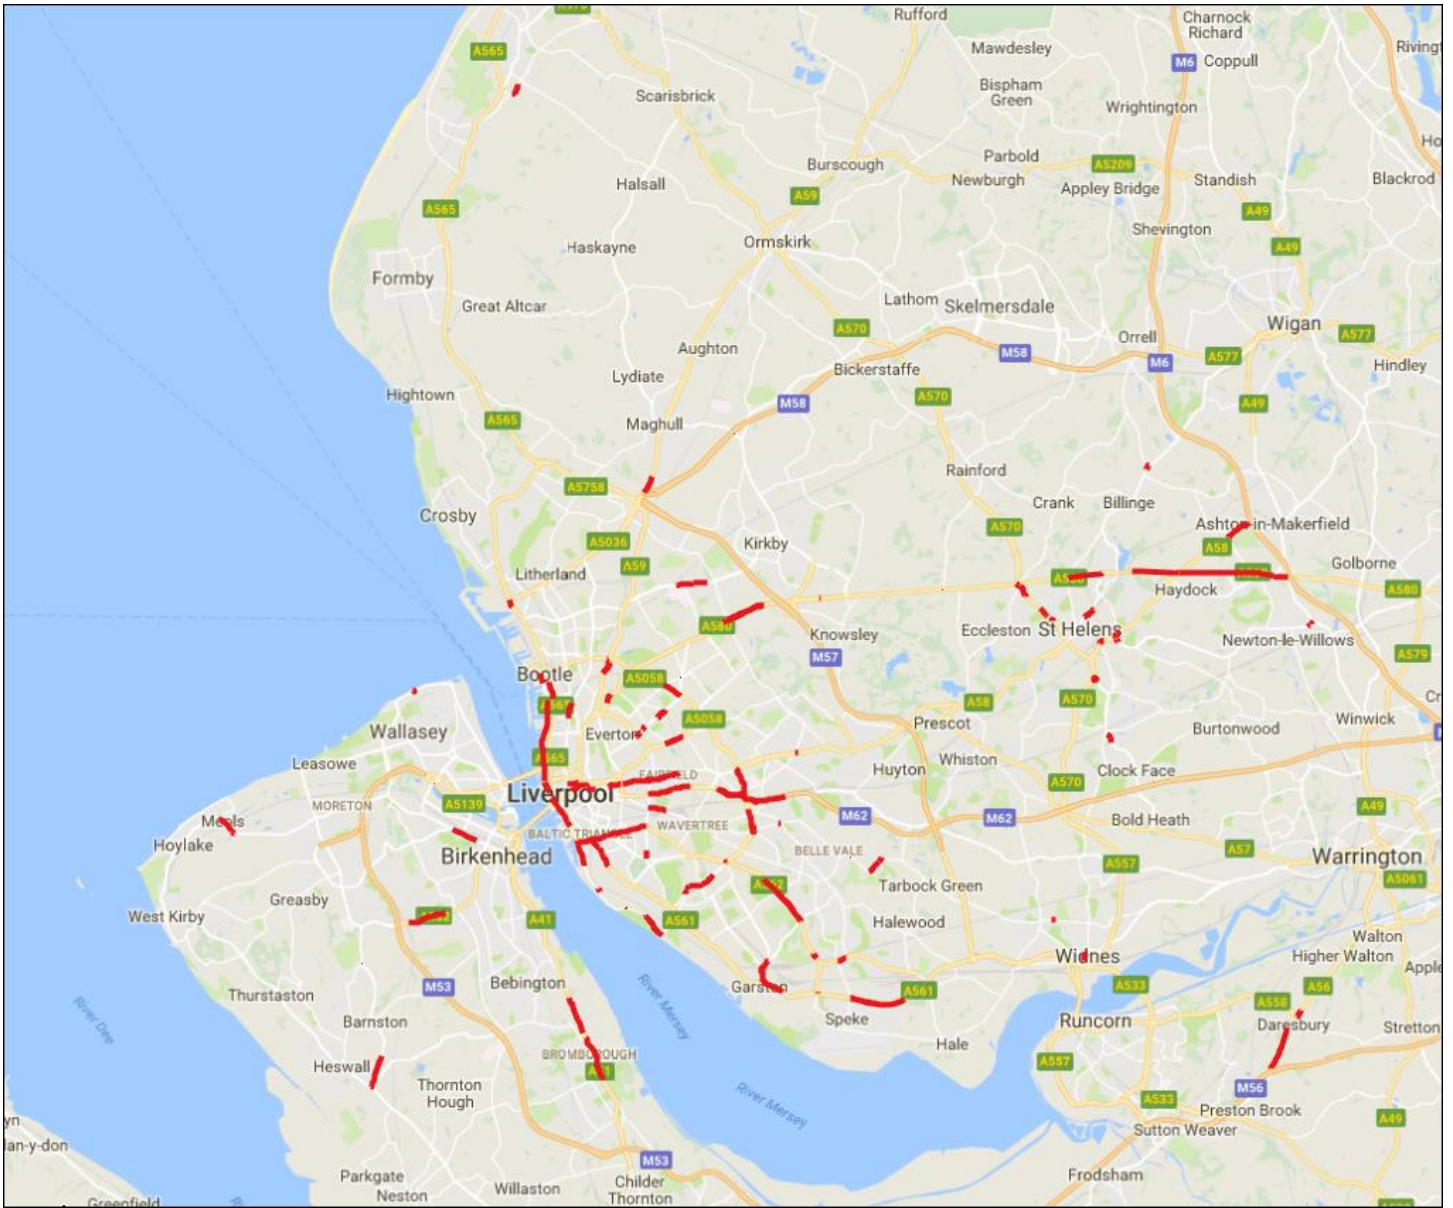 Rufford
Charnock
Richard
A565
Mawdesley
M6
Coppull
Bispham
Green
Scarisbrick
Wrightington
Burscough
Parbold
A5209
Newburgh
Appley Bridge
Standish
Blackrod
Halsall
A59
A565
A49
Shevington
Haskayne
Ormskirk
A49
Formby
Great Altcar
Lathom
Skelmersdale
A570
Wigan
A577
Orrell
Aughton
M58
M6
A577
Hindley
Bickerstaffe
Lydiate
Hightown
M58
A570
A49
A565
Maghull
Rainford
A5758
Crank
Billinge
Crosby
Ashton-in-Makerfield
A570
Kirkby
A5036
A58
A59
Golborne
Litherland
Haydock
A580
Knowsley
Eccleston
St Helens
Newton-le-Willows
M57
A579
Bootle
A5058
A58
A570
A5058
Wallasey
Everton
Prescot
Burtonwood
Winwick
Leasowe
Whiston
Huyton
Clock Face
FAIRFIELD
A570
Liverpool
MORETON
A5139
A49
M62
M62
Meols
Bold Heath
WAVERTREE
BALTIC TRIANGLE
Hoylake
Birkenhead
BELLE VALE
A57
Warrington
A557
A5061
Tarbock Green
Greasby
West Kirby
A41
A561
Halewood
Walton
Higher Walton
Widnes
Bebington
M53
Garston
A533
A56
Thurstaston
A561
A558
River Mersey
River Dee
Barnston
Speke
Runcorn
Daresbury
Stretton
Hale
BROMBOROUGH
Heswall
A557
Thornton
Hough
M56
River Mersey
A533
Preston Brook
A49
Sutton Weaver
M53
Frodsham
Parkgate
Neston
Willaston
Childer
Thornton
Greenfield